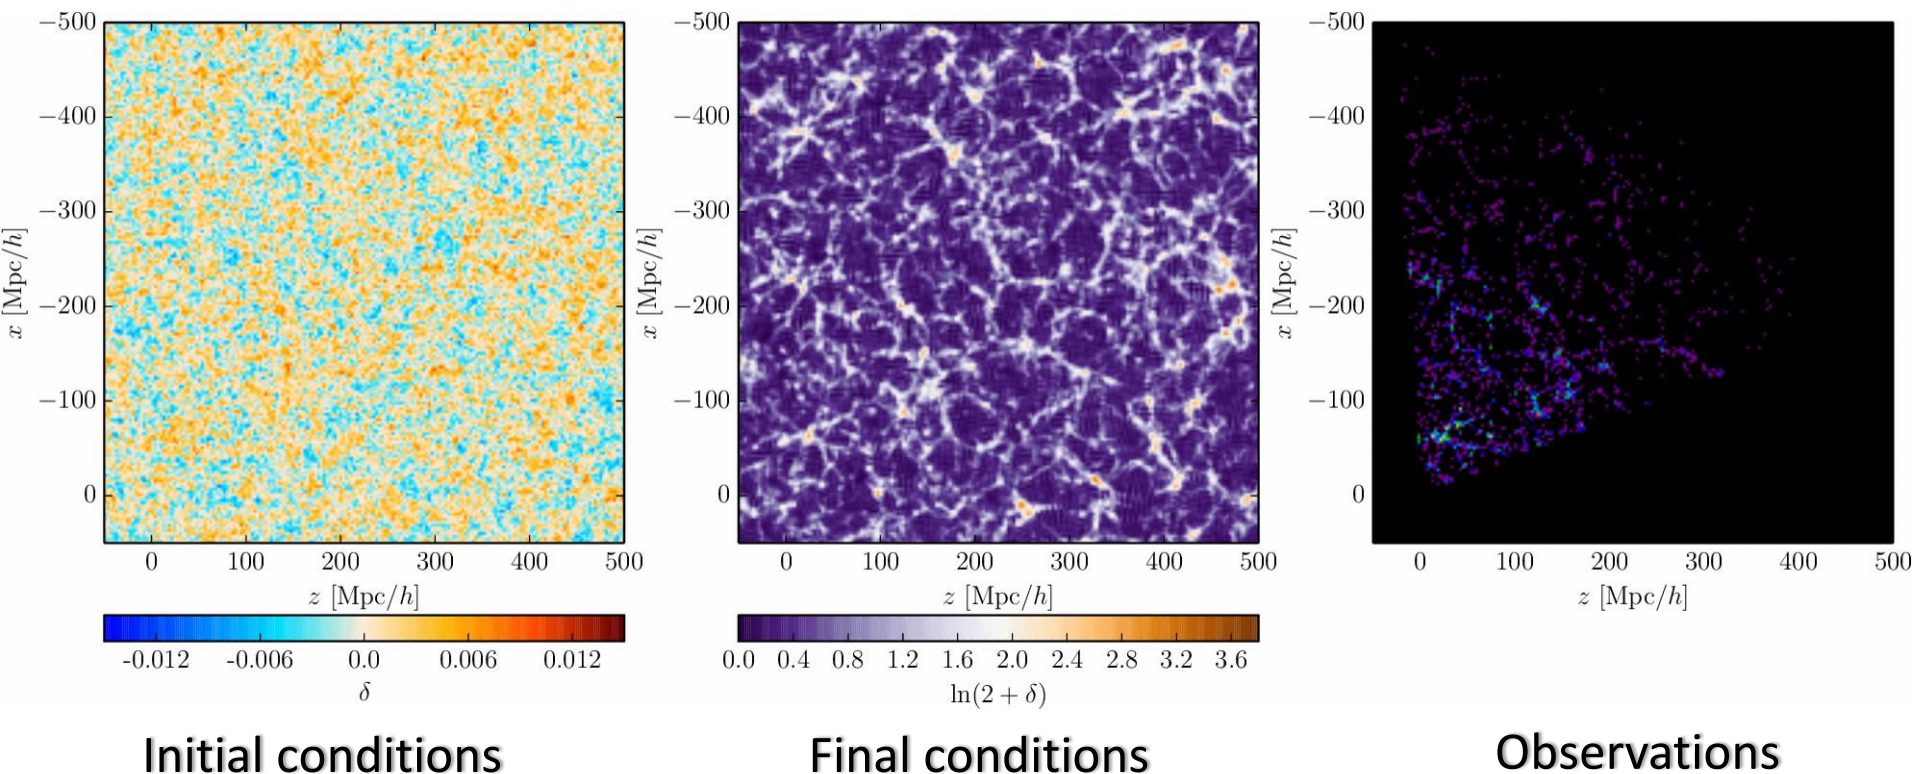 −500
−400
−300
−200
−100
0
x [Mpc/h]
0 100 200 300 400 500
z [Mpc/h]
-0.012 -0.006 0.0 0.006 0.012
δ
Initial conditions
−500
−400
−300
−200
−100
0
x [Mpc/h]
0 100 200 300 400 500
z [Mpc/h]
0.0 0.4 0.8 1.2 1.6 2.0 2.4 2.8 3.2 3.6
ln(2 + δ)
Final conditions
−500
−400
−300
−200
−100
0
x [Mpc/h]
0 100 200 300 400 500
z [Mpc/h]
Observations